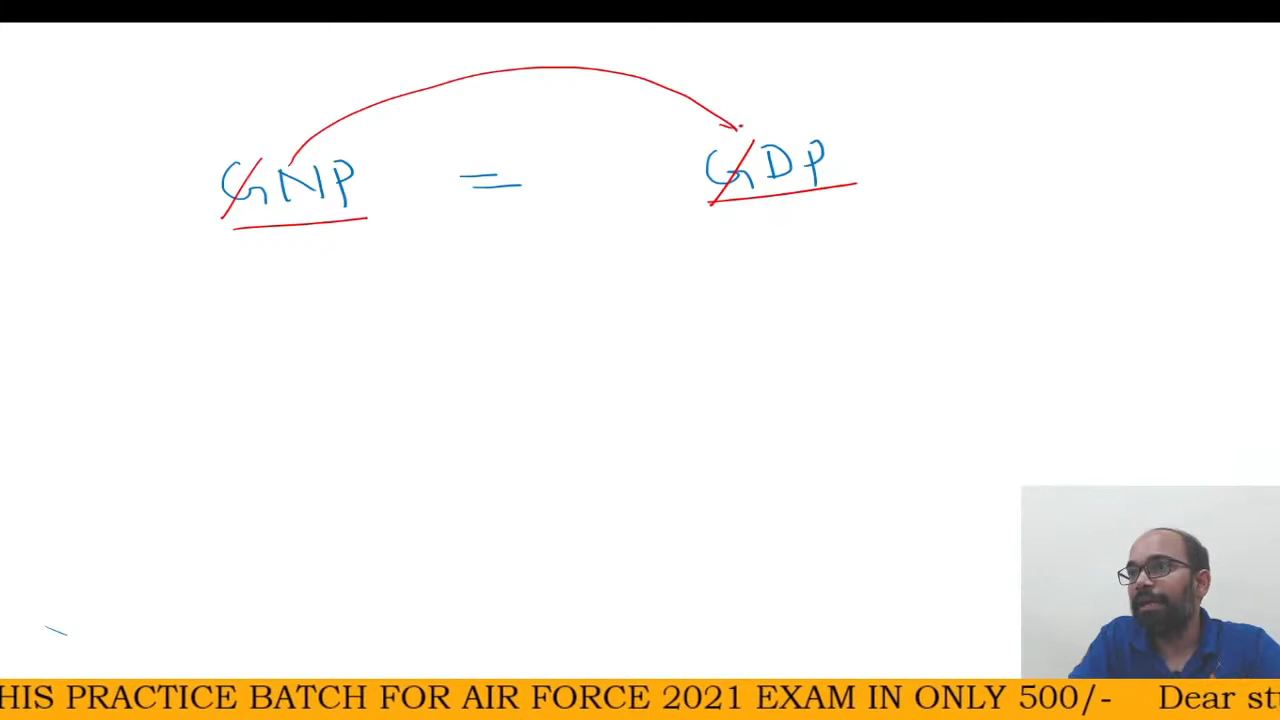 GNP = GDP
HIS PRACTICE BATCH FOR AIR FORCE 2021 EXAM IN ONLY 500/- Dear st